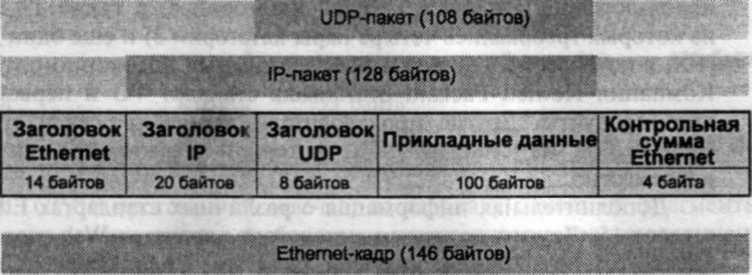 UDP-пакет (108 байтов)
IP-пакет (128 байтов)
Заголовок Ethernet
Заголовок IP
Заголовок UDP
Прикладные данные
Контрольная сумма Ethernet
14 байтов
20 байтов
8 байтов
100 байтов
4 байта
Ethernet-кадр (146 байтов)